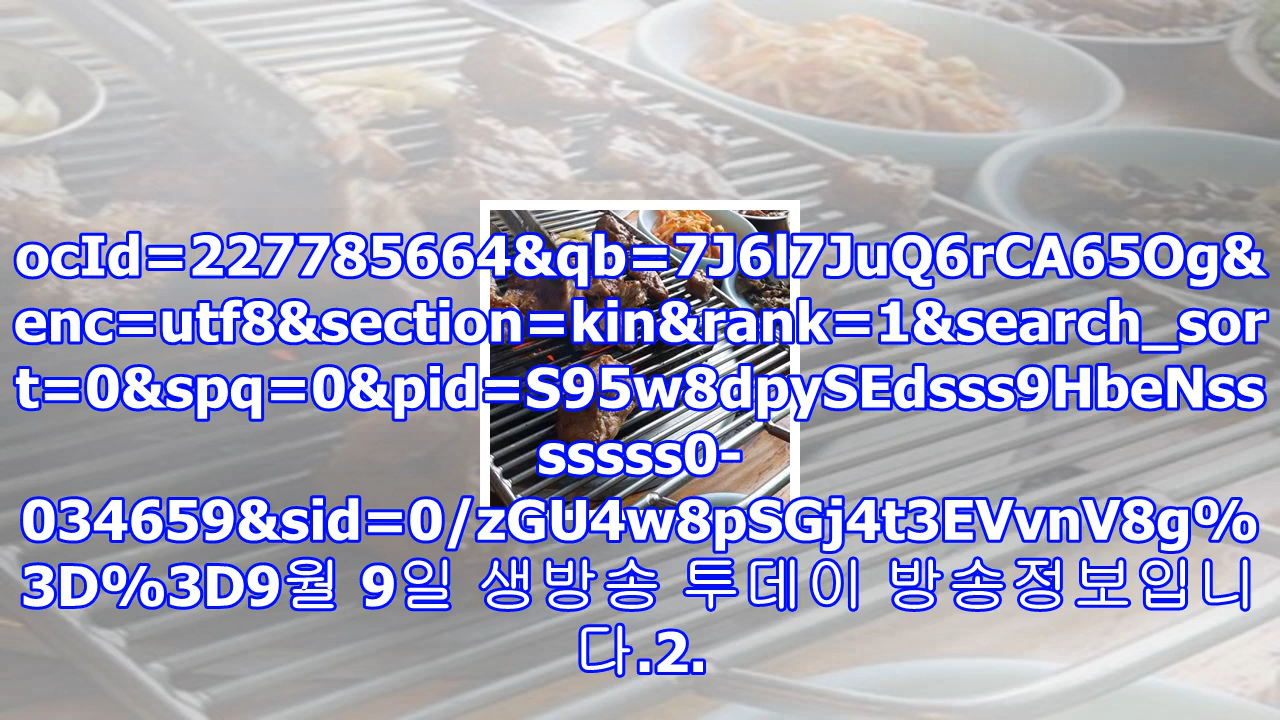 ocId=227785664&qb=7J6l7JuQ6rCA65Og&
enc=utf8&section=kin&rank=1&search_sor
t=0&spq=0&pid=S95w8dpySEdsss9HbeNss
sssss0-
034659&sid=0/zGU4w8pSGj4t3EVvnV8g%
3D%3D9월 9일 생방송 투데이 방송정보입니
다.2.